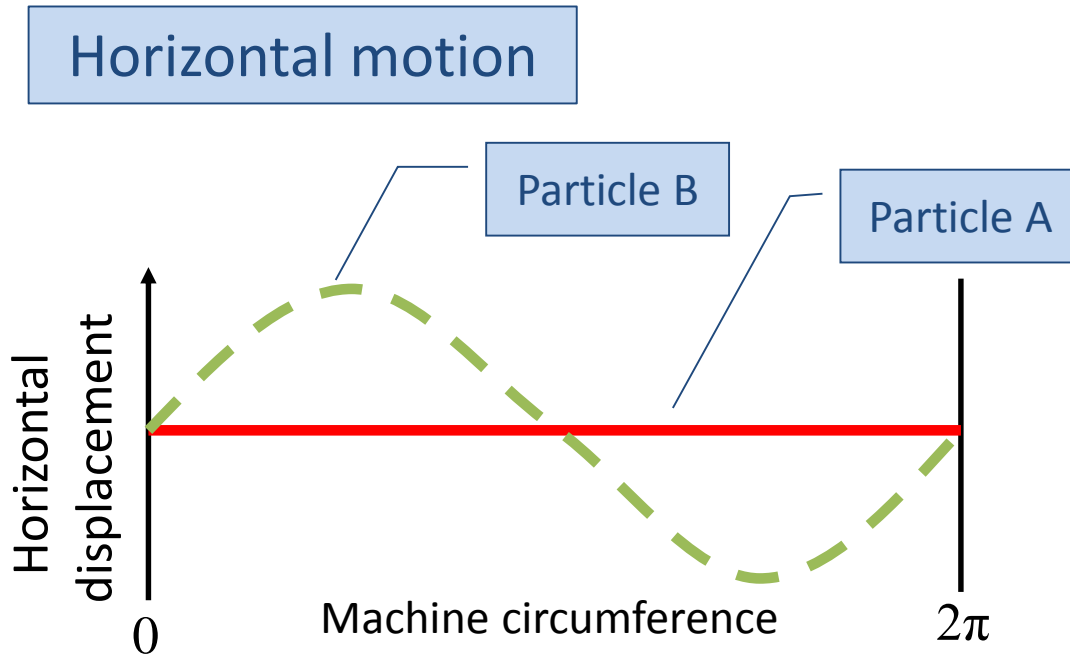 Horizontal motion
Particle B
Particle A
Horizontal
displacement
0
Machine circumference
2π